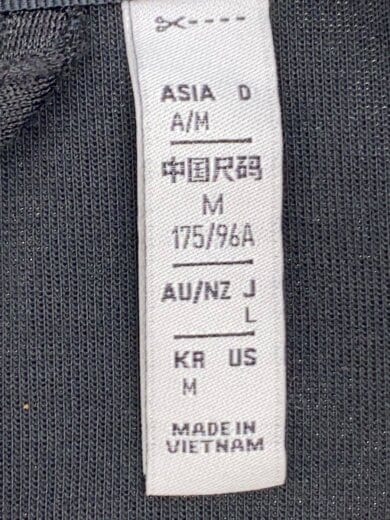 ASIA D
A/M
中国尺码
M
175/96A
AU/NZ J
L
KR US
M
MADE IN
VIETNAM